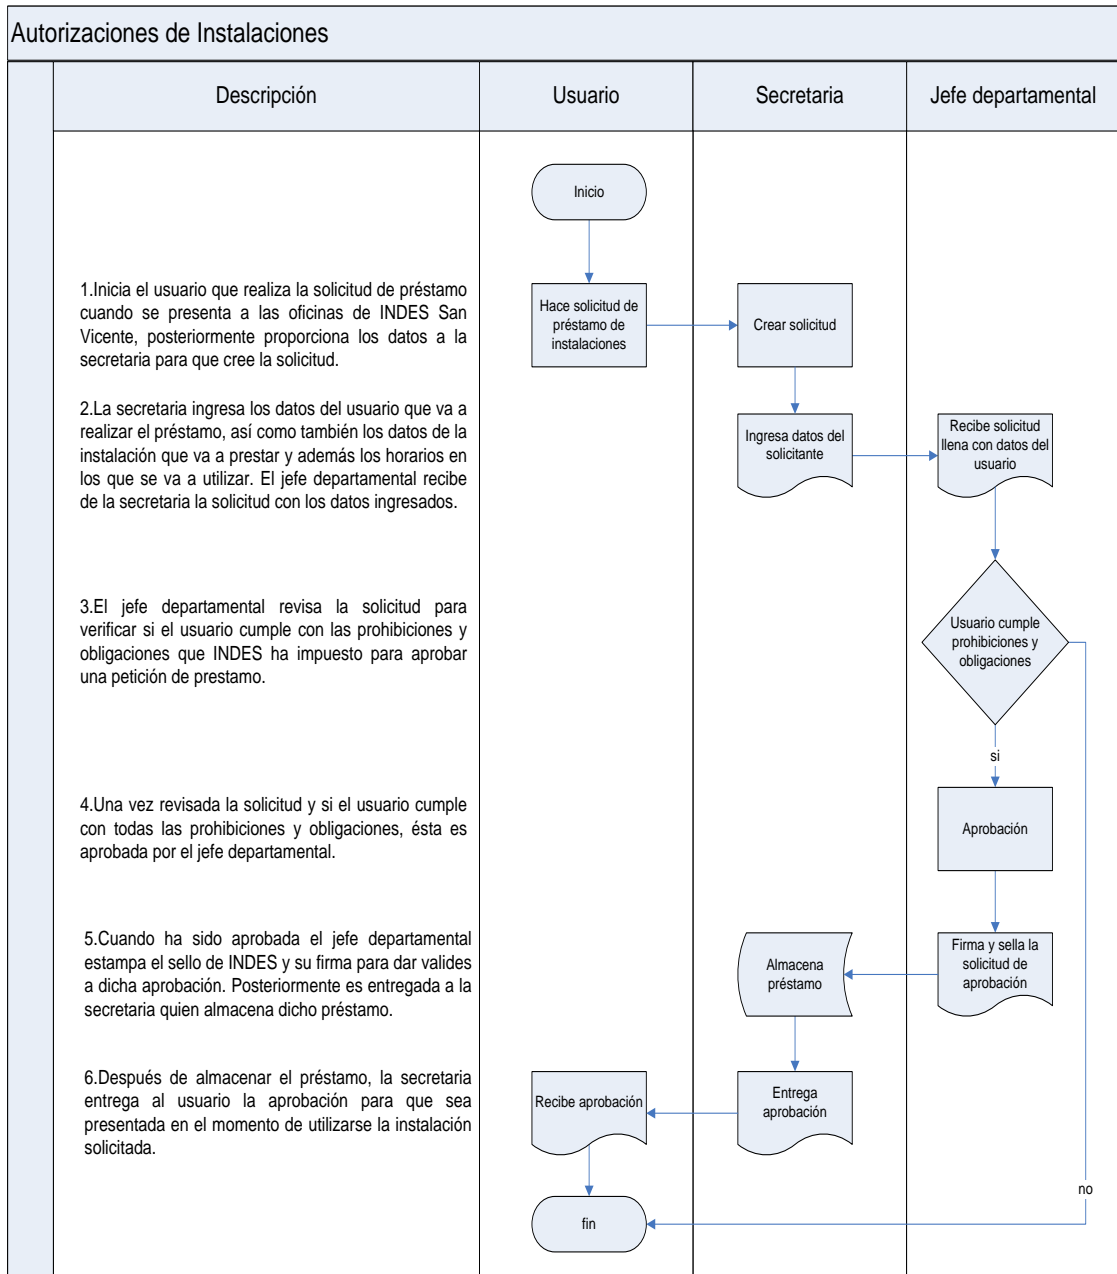 Autorizaciones de Instalaciones
Descripción
Usuario
Secretaria
Jefe departamental
Inicio
1.Inicia el usuario que realiza la solicitud de préstamo
cuando se presenta a las oficinas de INDES San
Vicente, posteriormente proporciona los datos a la
secretaria para que cree la solicitud.
Hace solicitud de
préstamo de
instalaciones
Crear solicitud
2.La secretaria ingresa los datos del usuario que va a
realizar el préstamo, así como también los datos de la
instalación que va a prestar y además los horarios en
los que se va a utilizar. El jefe departamental recibe
de la secretaria la solicitud con los datos ingresados.
Ingresa datos del
solicitante
Recibe solicitud
llena con datos del
usuario
3.El jefe departamental revisa la solicitud para
verificar si el usuario cumple con las prohibiciones y
obligaciones que INDES ha impuesto para aprobar
una petición de prestamo.
Usuario cumple
prohibiciones y
obligaciones
si
4.Una vez revisada la solicitud y si el usuario cumple
con todas las prohibiciones y obligaciones, ésta es
aprobada por el jefe departamental.
Aprobación
5.Cuando ha sido aprobada el jefe departamental
estampa el sello de INDES y su firma para dar valides
a dicha aprobación. Posteriormente es entregada a la
secretaria quien almacena dicho préstamo.
Almacena
préstamo
Firma y sella la
solicitud de
aprobación
6.Después de almacenar el préstamo, la secretaria
entrega al usuario la aprobación para que sea
presentada en el momento de utilizarse la instalación
solicitada.
Recibe aprobación
Entrega
aprobación
no
fin